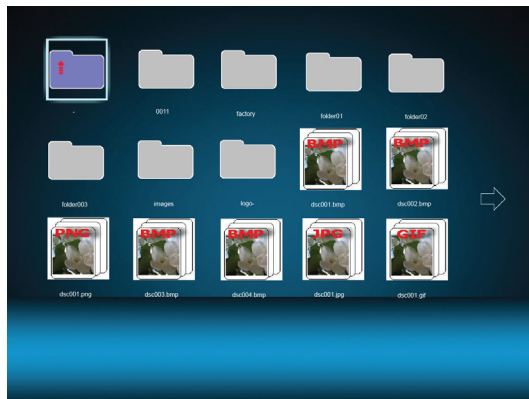 .
0011
factory
folder01
folder02
BMP
BMP
folder003
images
logo-
dsc001.bmp
dsc002.bmp
PNG
BMP
BMP
JPG
GIF
dsc001.png
dsc003.bmp
dsc004.bmp
dsc001.jpg
dsc001.gif